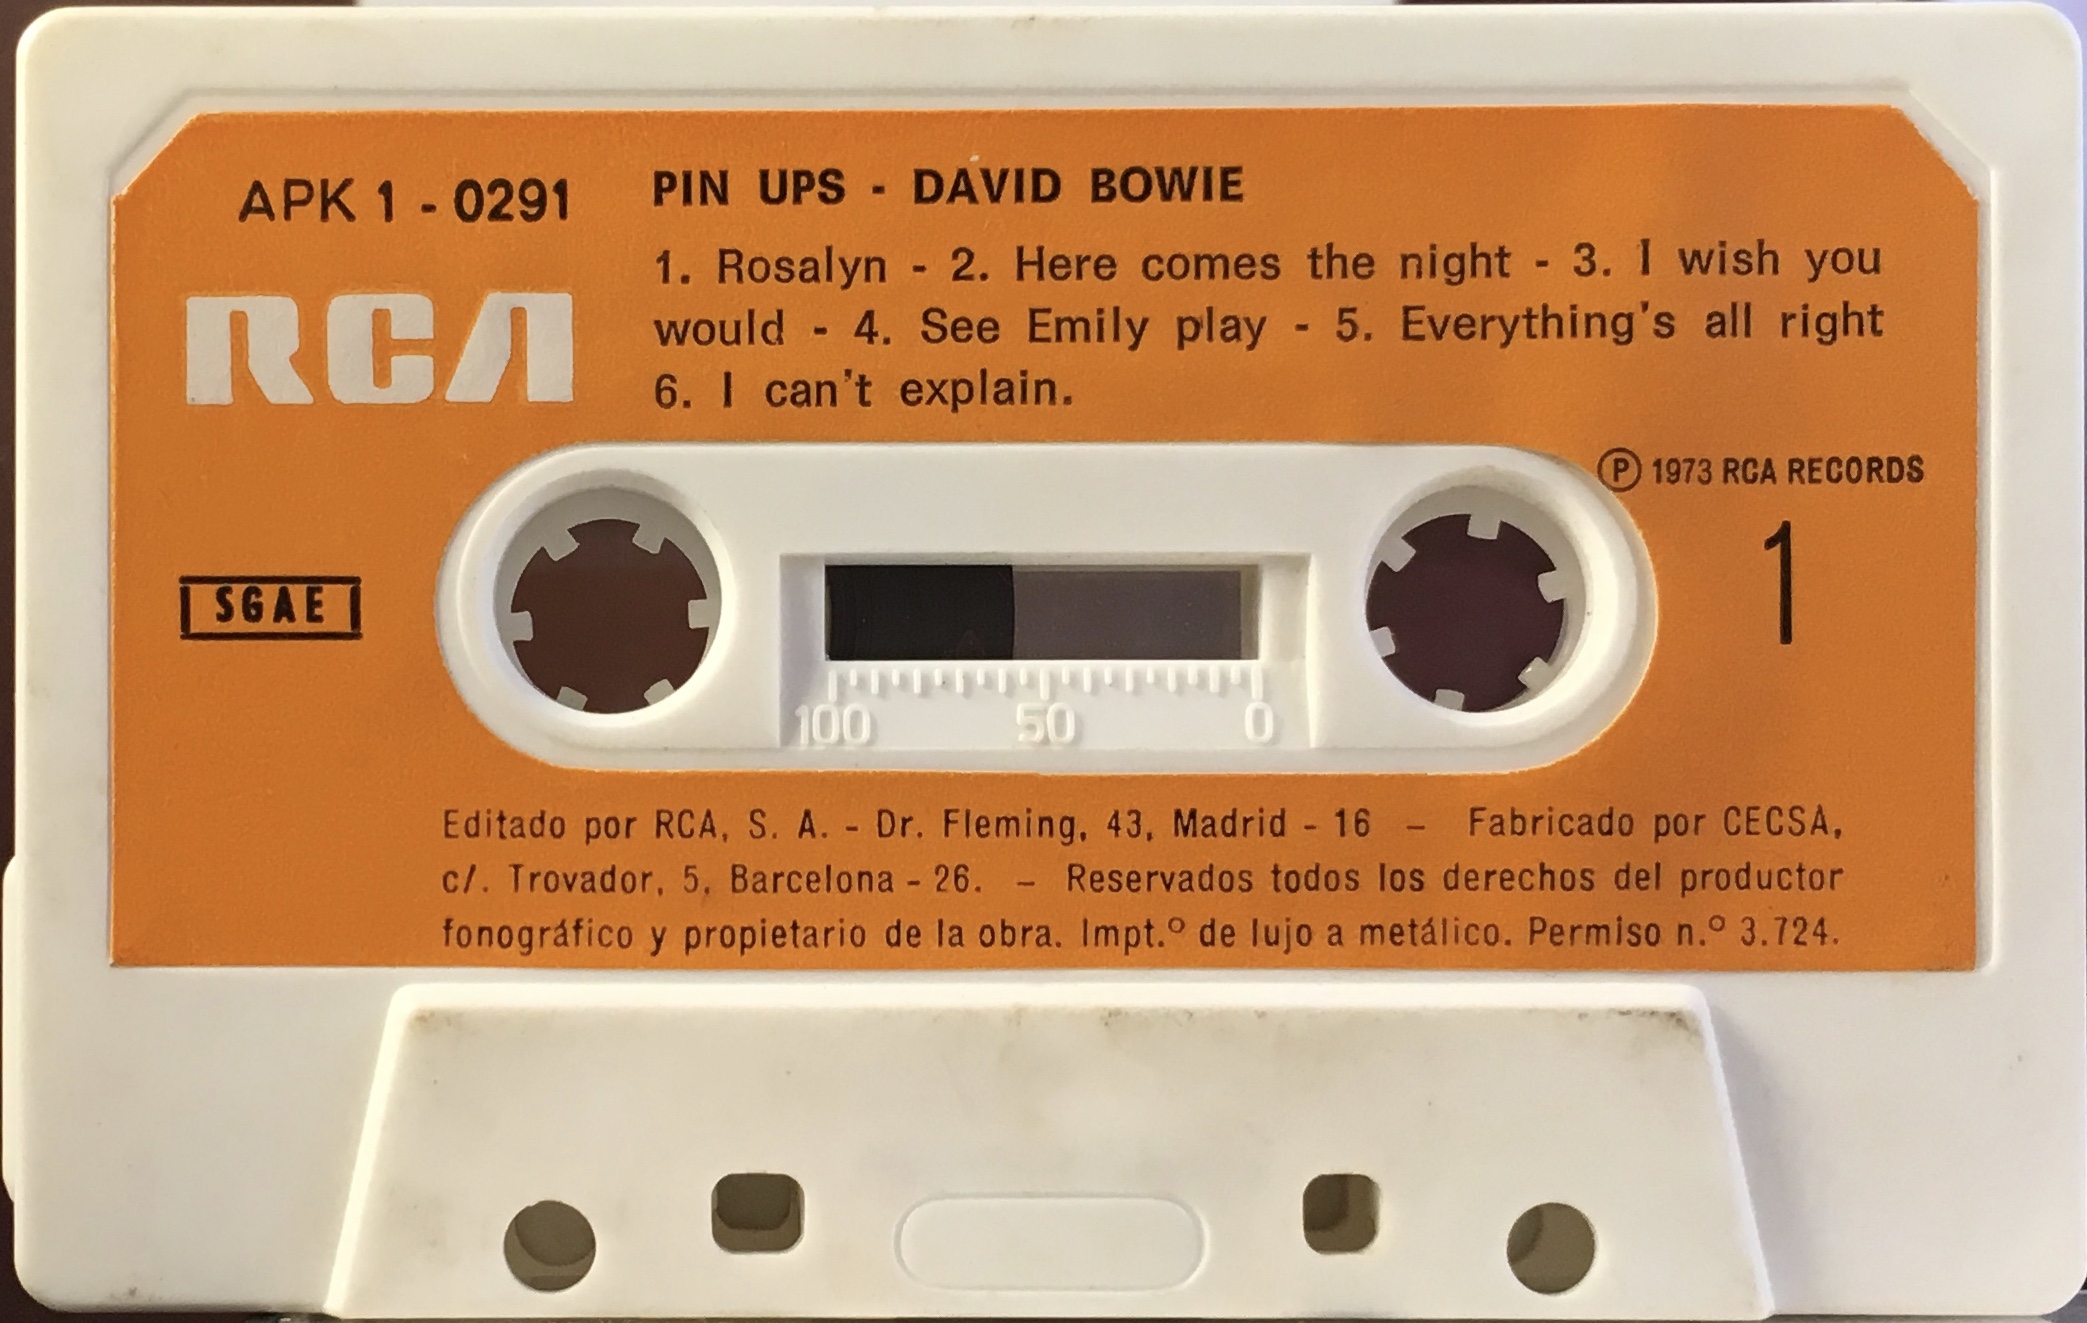 APK 1 - 0291
PIN UPS - DAVID BOWIE
1. Rosalyn - 2. Here comes the night - 3. I wish you
would - 4. See Emily play - 5. Everything's all right
6. I can't explain.
RCA
Ⓟ 1973 RCA RECORDS
1
SGAE
100 50 0
Editado por RCA, S. A. - Dr. Fleming, 43, Madrid - 16 – Fabricado por CECSA,
c/. Trovador, 5, Barcelona - 26. – Reservados todos los derechos del productor
fonográfico y propietario de la obra. Impt.º de lujo a metálico. Permiso n.º 3.724.